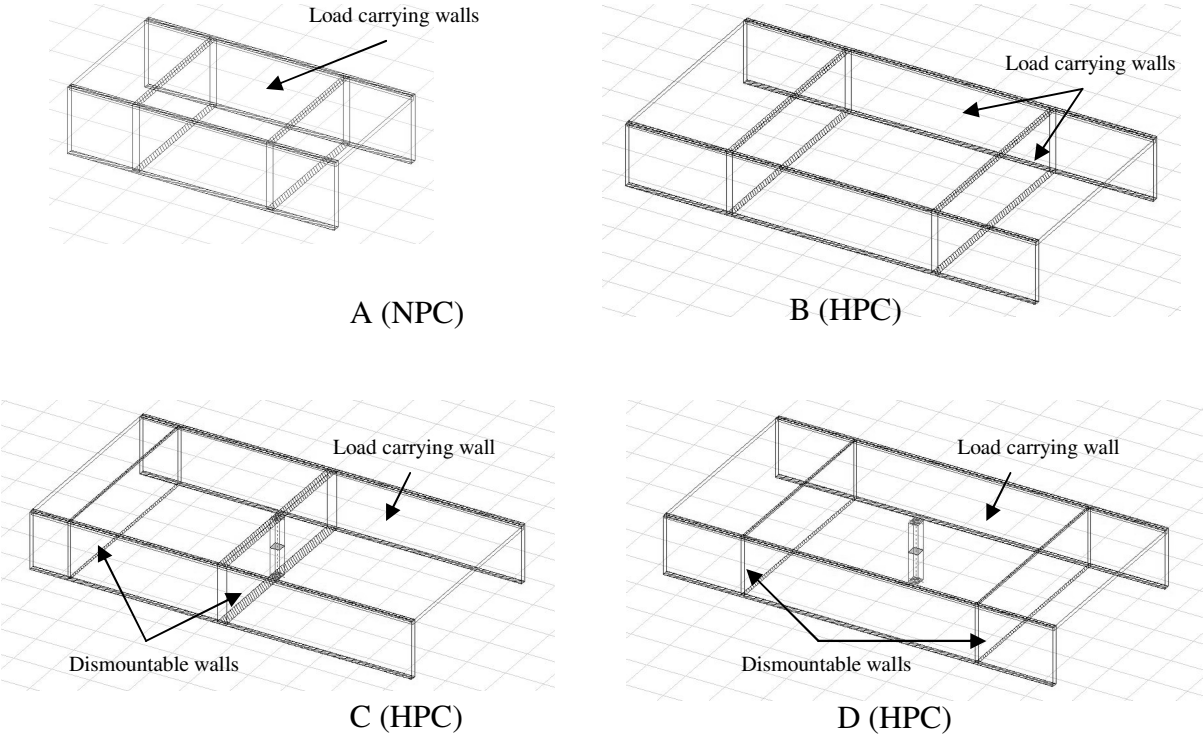 Load carrying walls
Load carrying walls
A (NPC)
B (HPC)
Load carrying wall
Load carrying wall
Dismountable walls
Dismountable walls
C (HPC)
D (HPC)